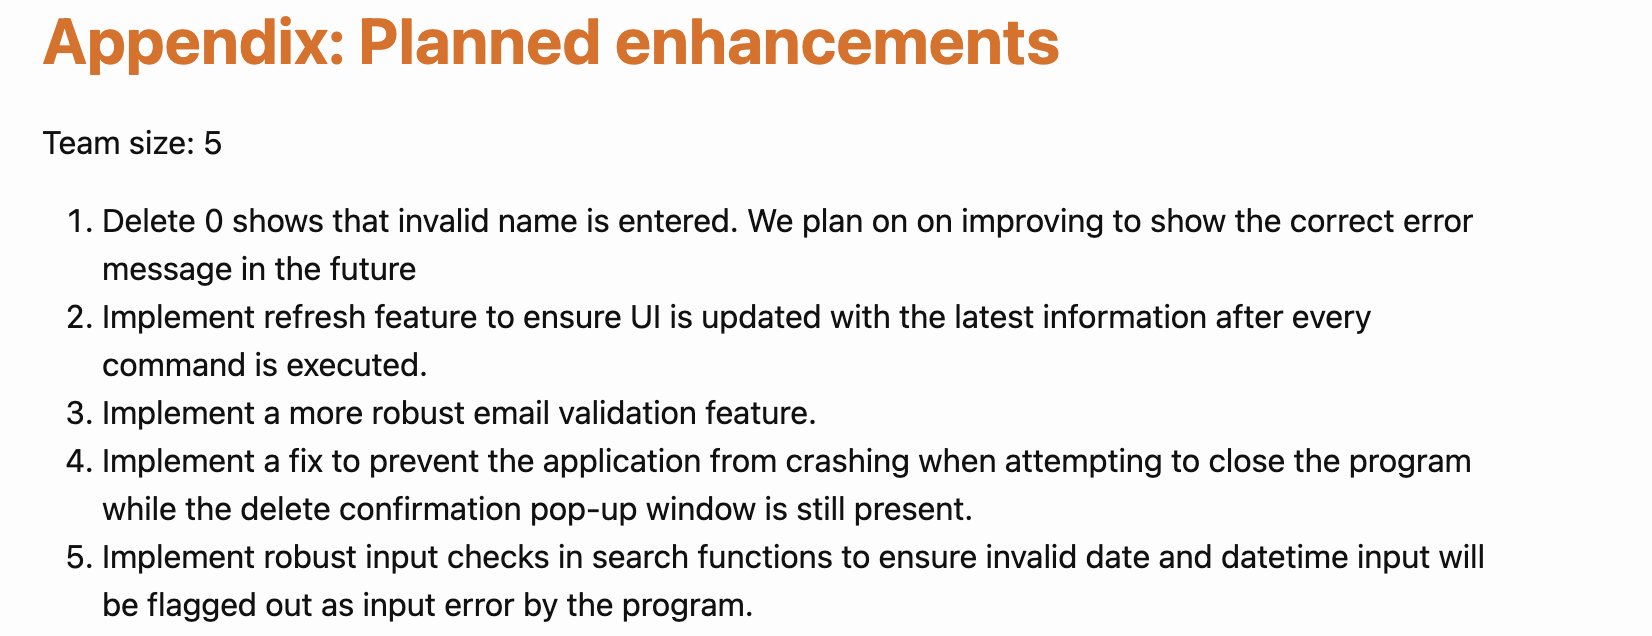 Appendix: Planned enhancements
Team size: 5
1. Delete 0 shows that invalid name is entered. We plan on on improving to show the correct error
message in the future
2. Implement refresh feature to ensure UI is updated with the latest information after every
command is executed.
3. Implement a more robust email validation feature.
4. Implement a fix to prevent the application from crashing when attempting to close the program
while the delete confirmation pop-up window is still present.
5. Implement robust input checks in search functions to ensure invalid date and datetime input will
be flagged out as input error by the program.